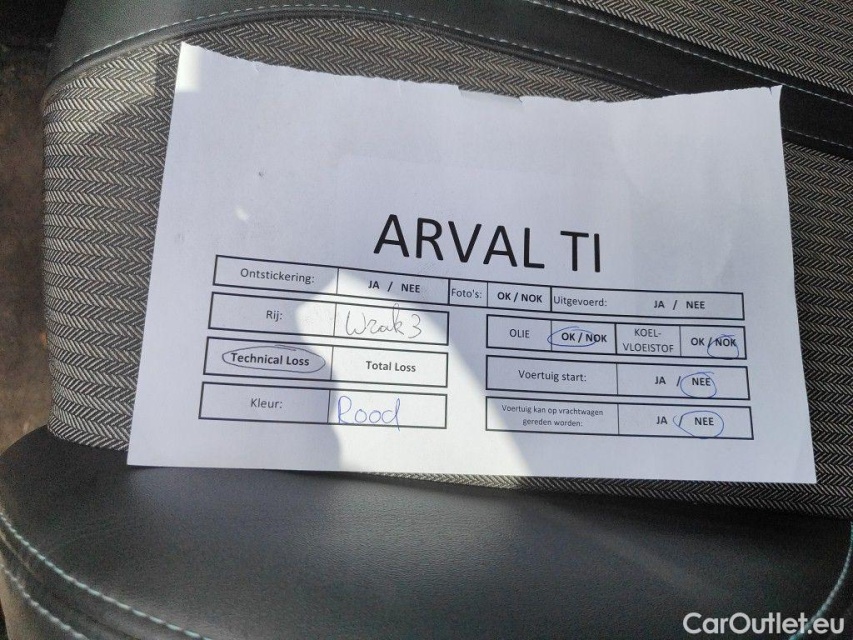 ARVAL TI
Ontstickering: JA / NEE Foto's: OK / NOK Uitgevoerd: JA / NEE
Rij: Wrak 3
OLIE OK / NOK KOEL-
VLOEISTOF OK / NOK
Technical Loss Total Loss
Voertuig start: JA / NEE
Kleur: Rood
Voertuig kan op vrachtwagen
gereden worden: JA / NEE
CarOutlet.eu